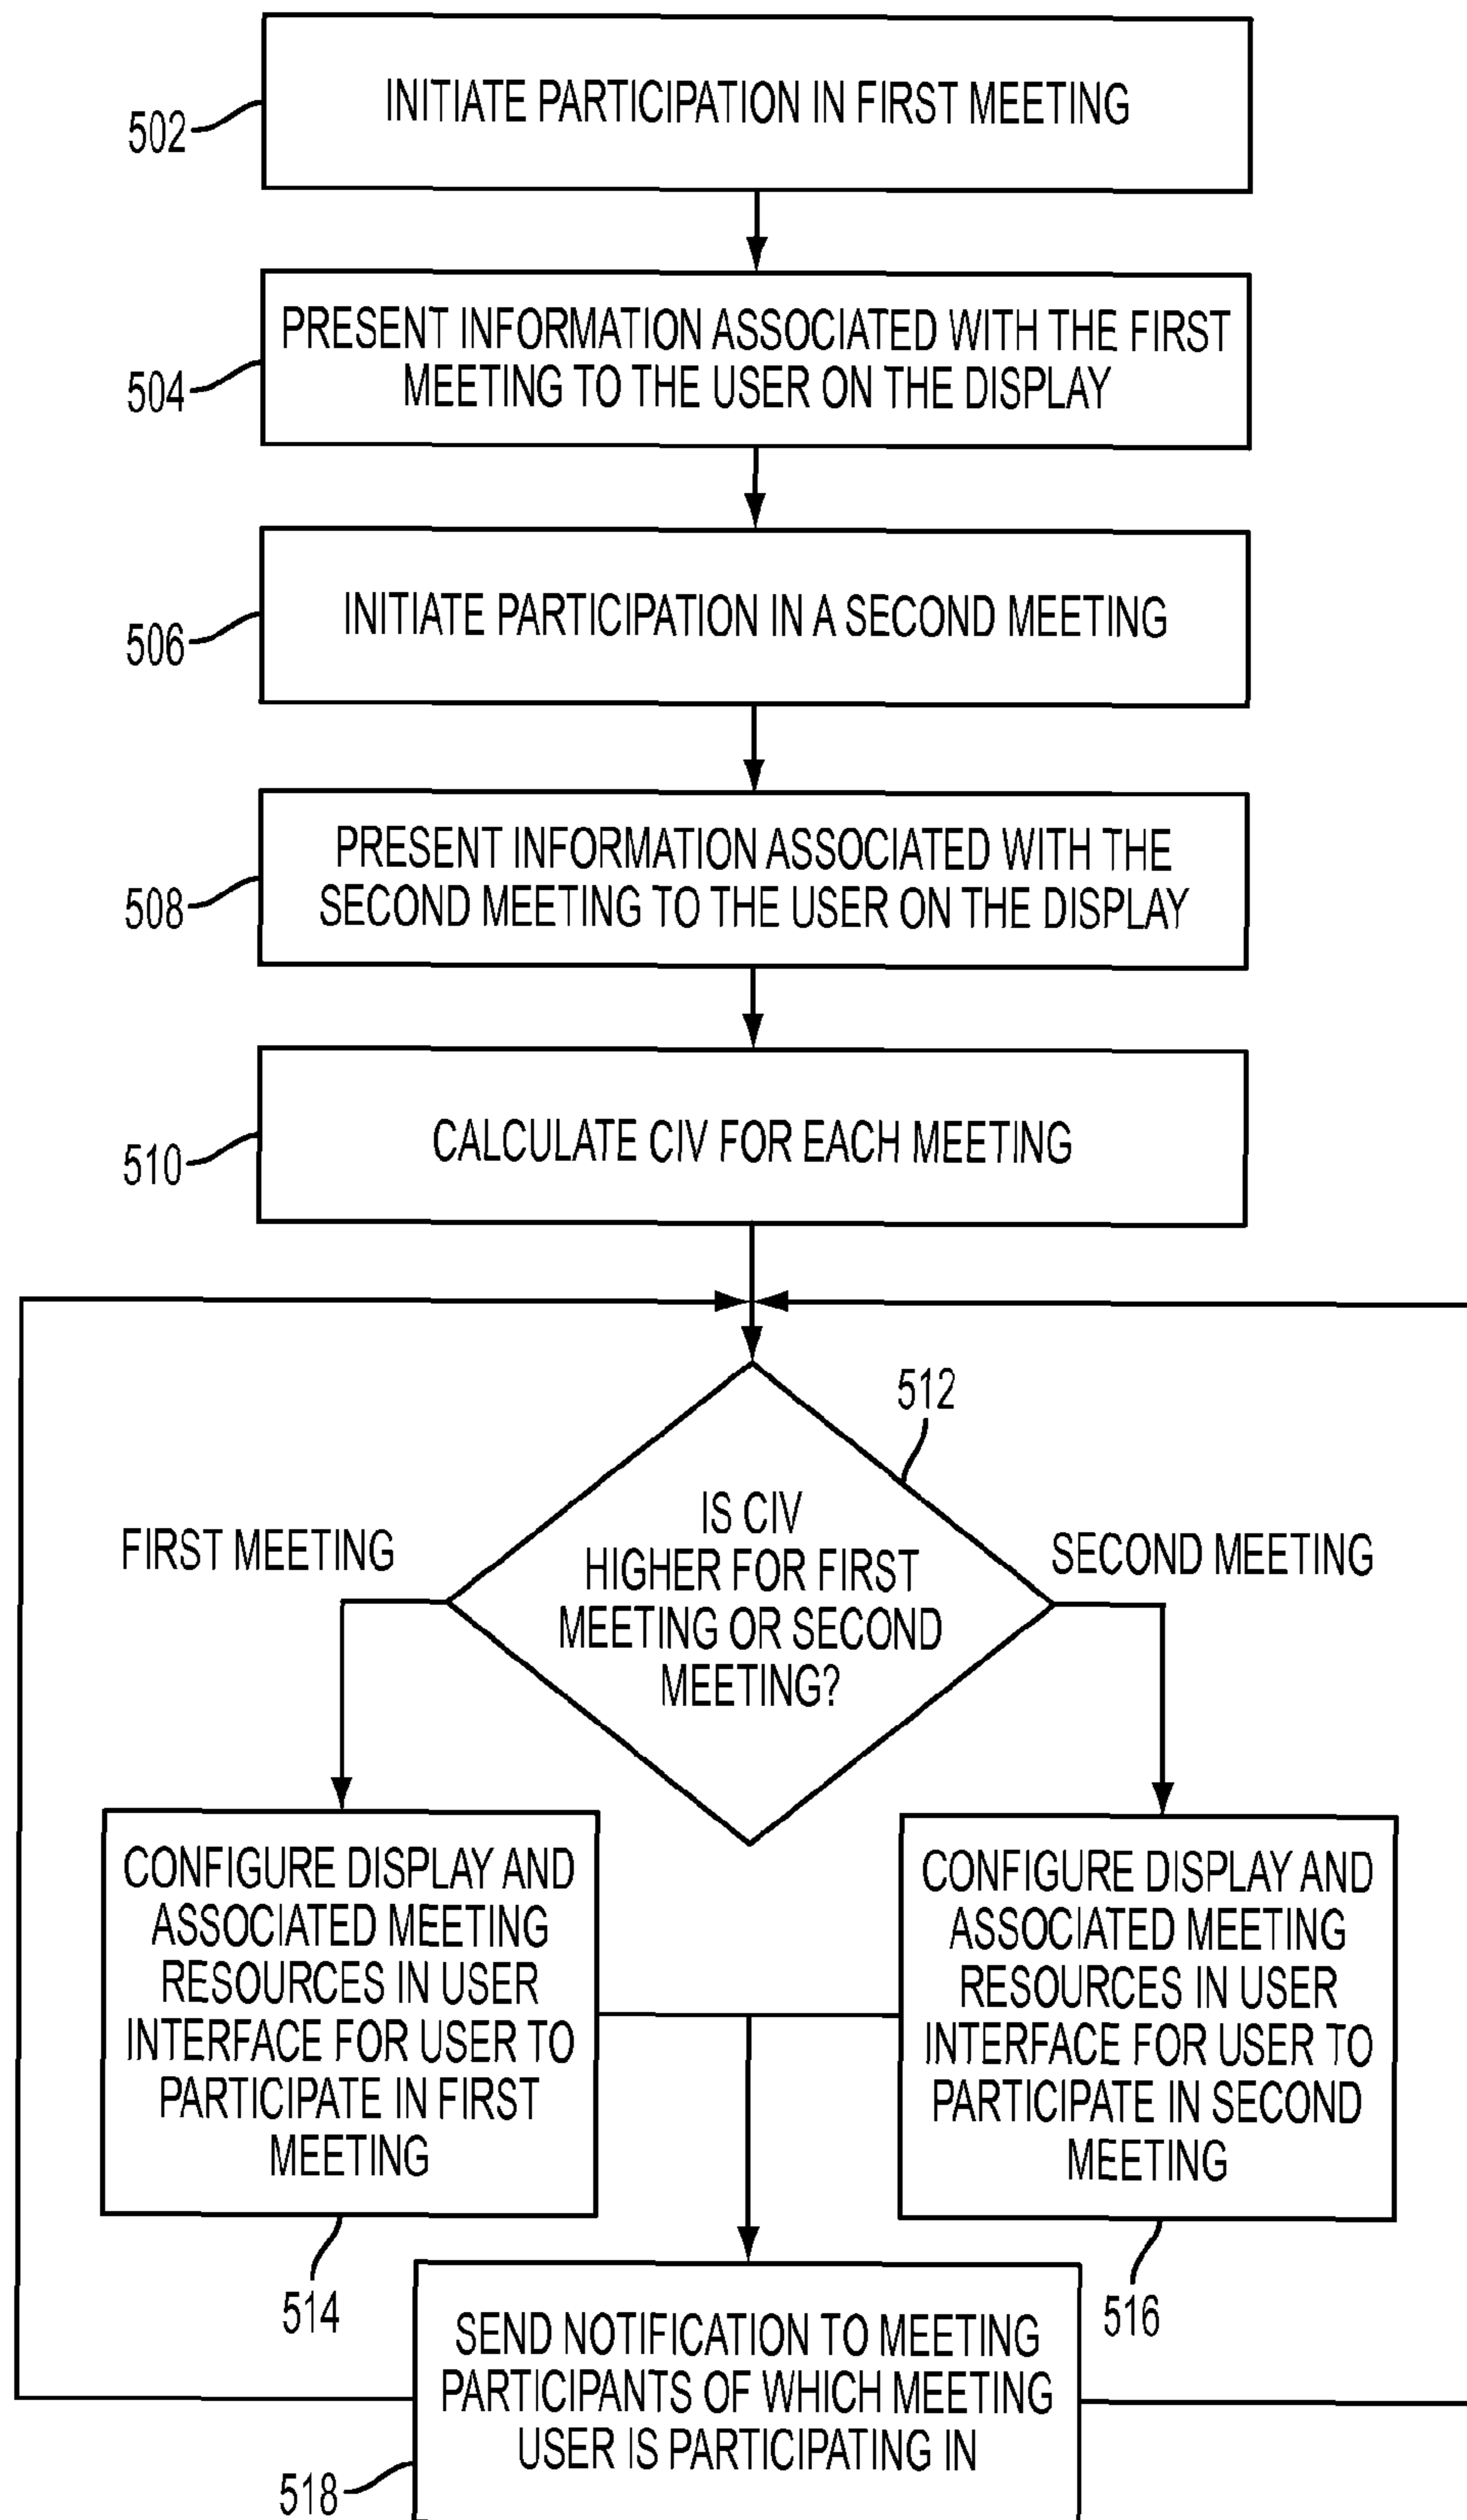 INITIATE PARTICIPATION IN FIRST MEETING
502
PRESENT INFORMATION ASSOCIATED WITH THE FIRST
MEETING TO THE USER ON THE DISPLAY
504
INITIATE PARTICIPATION IN A SECOND MEETING
506
PRESENT INFORMATION ASSOCIATED WITH THE
SECOND MEETING TO THE USER ON THE DISPLAY
508
CALCULATE CIV FOR EACH MEETING
510
512
IS CIV
HIGHER FOR FIRST
MEETING OR SECOND
MEETING?
FIRST MEETING
SECOND MEETING
CONFIGURE DISPLAY AND
ASSOCIATED MEETING
RESOURCES IN USER
INTERFACE FOR USER TO
PARTICIPATE IN FIRST
MEETING
514
CONFIGURE DISPLAY AND
ASSOCIATED MEETING
RESOURCES IN USER
INTERFACE FOR USER TO
PARTICIPATE IN SECOND
MEETING
516
SEND NOTIFICATION TO MEETING
PARTICIPANTS OF WHICH MEETING
USER IS PARTICIPATING IN
518